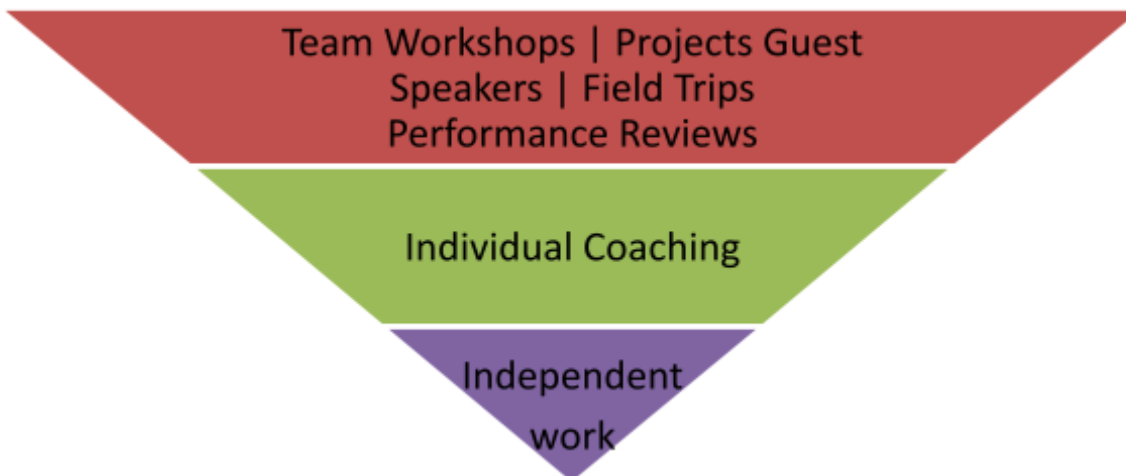 Team Workshops | Projects Guest
Speakers | Field Trips
Performance Reviews
Individual Coaching
Independent
work